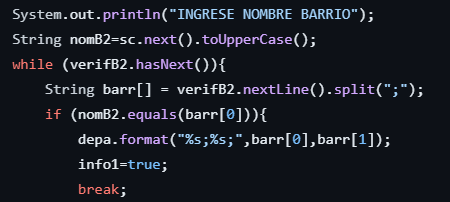 System.out.println("INGRESE NOMBRE BARRIO");
String nomB2=sc.next().toUpperCase();
while (verifB2.hasNext()){
    String barr[] = verifB2.nextLine().split(";");
    if (nomB2.equals(barr[0])){
        depa.format("%s;%s;",barr[0],barr[1]);
        info1=true;
        break;